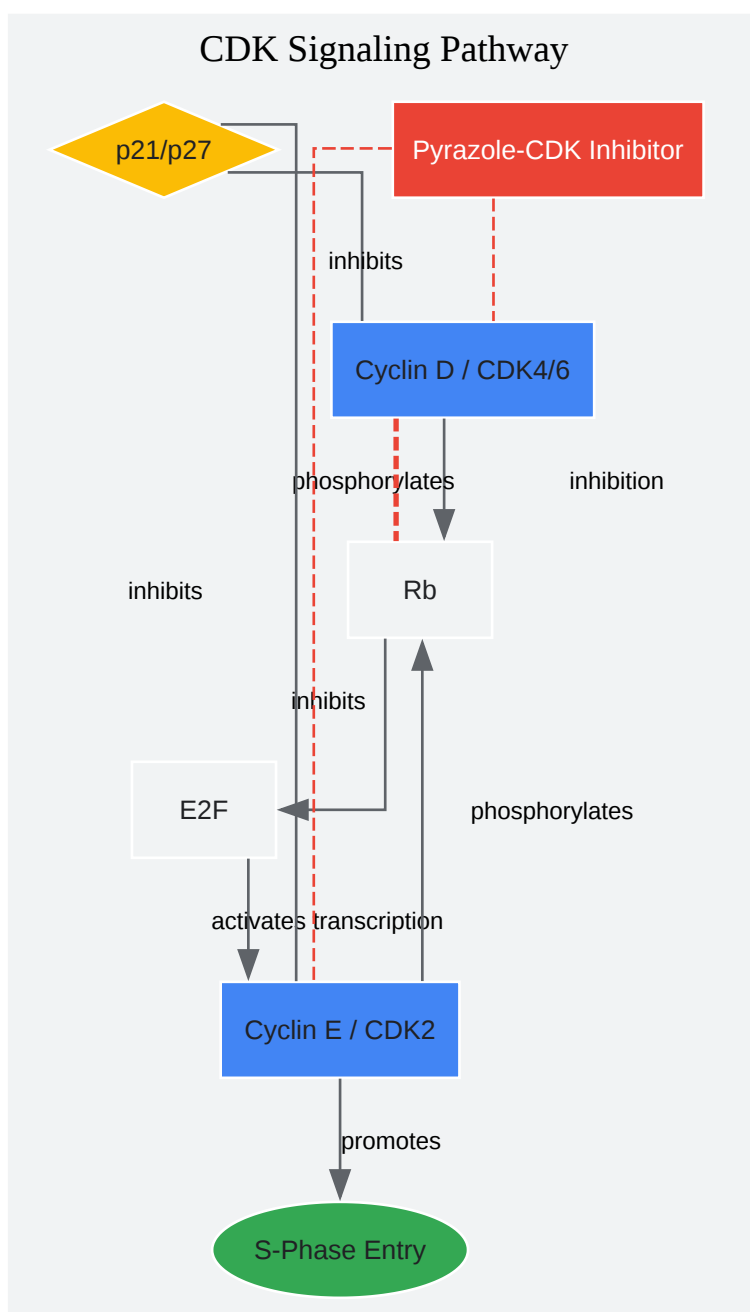 CDK Signaling Pathway
p21/p27
Pyrazole-CDK Inhibitor
inhibits
Cyclin D / CDK4/6
phosphorylates
inhibition
inhibits
Rb
inhibits
E2F
phosphorylates
activates transcription
Cyclin E / CDK2
promotes
S-Phase Entry